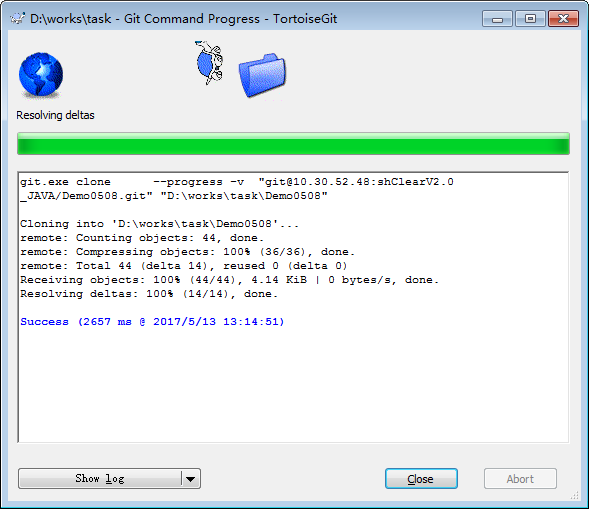 D:\works\task - Git Command Progress - TortoiseGit
Resolving deltas
git.exe clone      --progress -v  "git@10.30.52.48:shClearV2.0
_JAVA/Demo0508.git" "D:\works\task\Demo0508"
Cloning into 'D:\works\task\Demo0508'...
remote: Counting objects: 44, done.
remote: Compressing objects: 100% (36/36), done.
remote: Total 44 (delta 14), reused 0 (delta 0)
Receiving objects: 100% (44/44), 4.14 KiB | 0 bytes/s, done.
Resolving deltas: 100% (14/14), done.
Success (2657 ms @ 2017/5/13 13:14:51)
Show log
Close
Abort